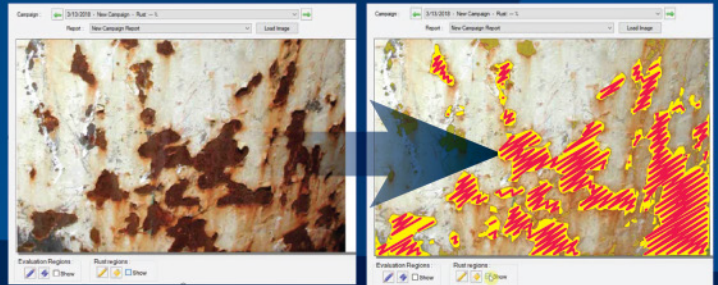 Campaign: 3/13/2018 - New Campaign - Rust: -- %
Report: New Campaign Report Load Image
Evaluation Regions Rust regions
Show Show
Campaign: 3/13/2018 - New Campaign - Rust: -- %
Report: New Campaign Report Load Image
Evaluation Regions Rust regions
Show Show